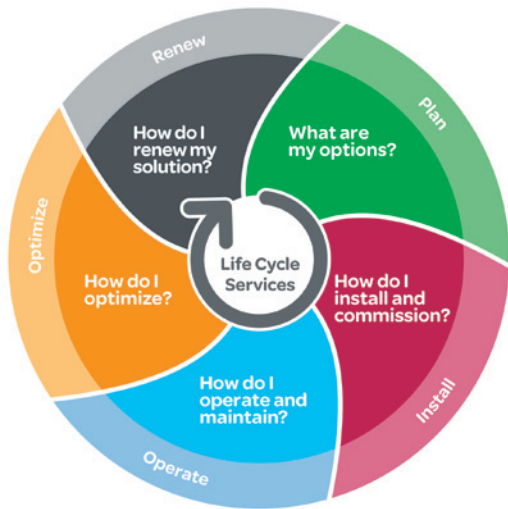 Renew
How do I
renew my
solution?
Plan
What are
my options?
Install
How do I
install and
commission?
Operate
How do I
operate and
maintain?
Optimize
How do I
optimize?
Life Cycle
Services